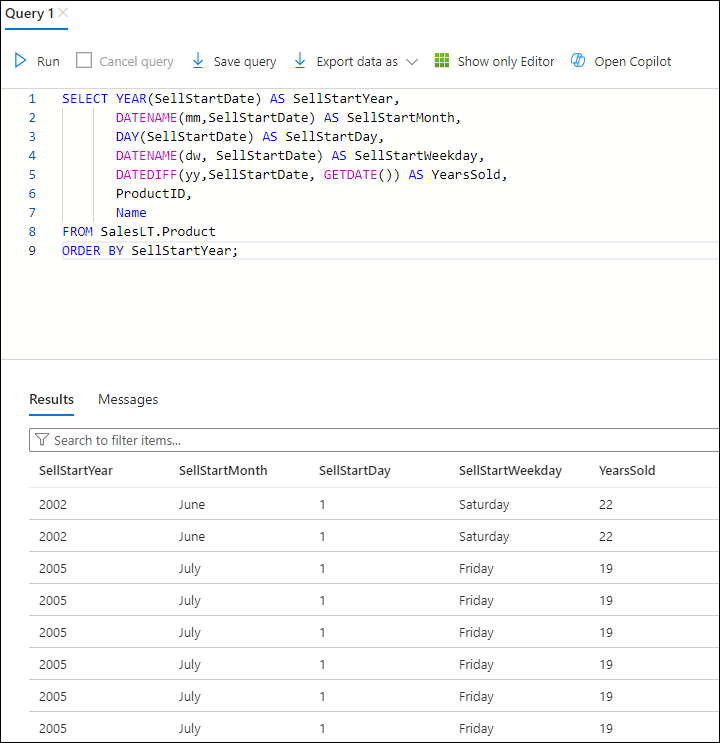 Query 1
Run Cancel query Save query Export data as Show only Editor Open Copilot
1 SELECT YEAR(SellStartDate) AS SellStartYear,
2 DATENAME(mm,SellStartDate) AS SellStartMonth,
3 DAY(SellStartDate) AS SellStartDay,
4 DATENAME(dw, SellStartDate) AS SellStartWeekday,
5 DATEDIFF(yy,SellStartDate, GETDATE()) AS YearsSold,
6 ProductID,
7 Name
8 FROM SalesLT.Product
9 ORDER BY SellStartYear;
Results Messages
Search to filter items...
SellStartYear SellStartMonth SellStartDay SellStartWeekday YearsSold
2002 June 1 Saturday 22
2002 June 1 Saturday 22
2005 July 1 Friday 19
2005 July 1 Friday 19
2005 July 1 Friday 19
2005 July 1 Friday 19
2005 July 1 Friday 19
2005 July 1 Friday 19